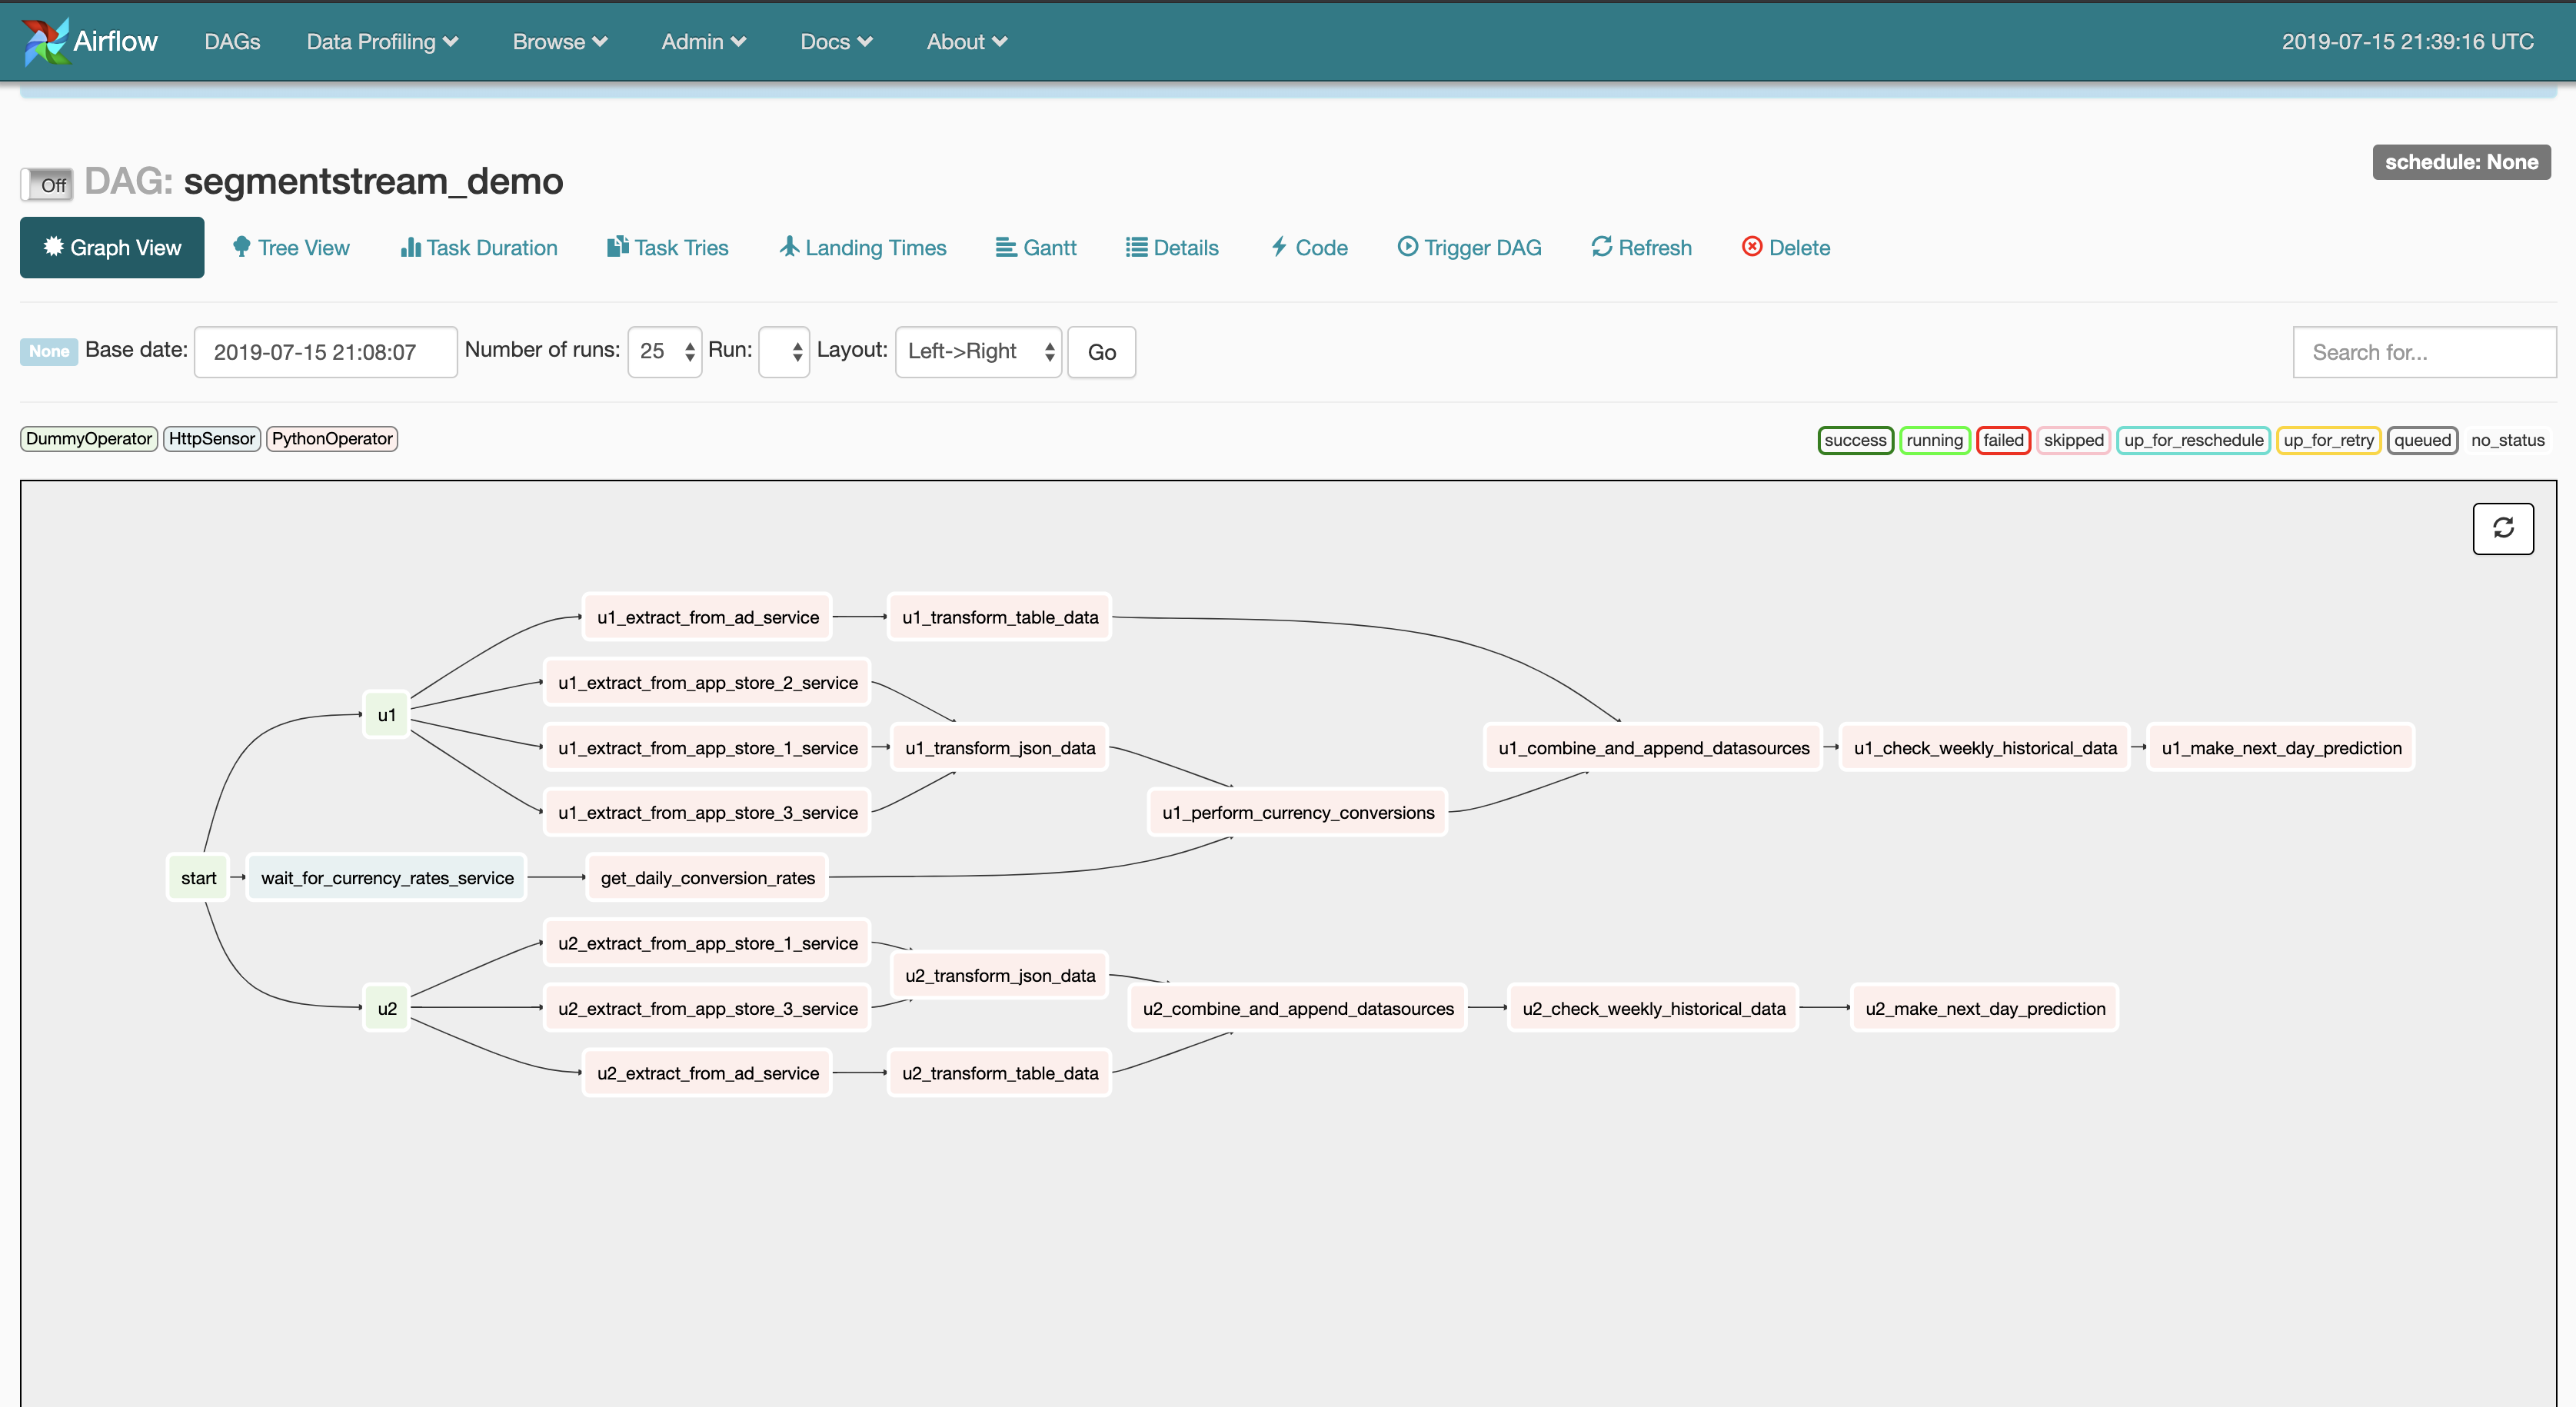 Airflow DAGs Data Profiling Browse Admin Docs About 2019-07-15 21:39:16 UTC
schedule: None
Off DAG: segmentstream_demo
Graph View Tree View Task Duration Task Tries Landing Times Gantt Details Code Trigger DAG Refresh Delete
None Base date: 2019-07-15 21:08:07 Number of runs: 25 Run: Layout: Left->Right Go Search for...
DummyOperator HttpSensor PythonOperator success running failed skipped up_for_reschedule up_for_retry queued no_status
u1_extract_from_ad_service u1_transform_table_data
u1_extract_from_app_store_2_service
u1
u1_extract_from_app_store_1_service u1_transform_json_data u1_combine_and_append_datasources u1_check_weekly_historical_data u1_make_next_day_prediction
u1_extract_from_app_store_3_service u1_perform_currency_conversions
start wait_for_currency_rates_service get_daily_conversion_rates
u2_extract_from_app_store_1_service
u2_transform_json_data
u2 u2_extract_from_app_store_3_service u2_combine_and_append_datasources u2_check_weekly_historical_data u2_make_next_day_prediction
u2_extract_from_ad_service u2_transform_table_data